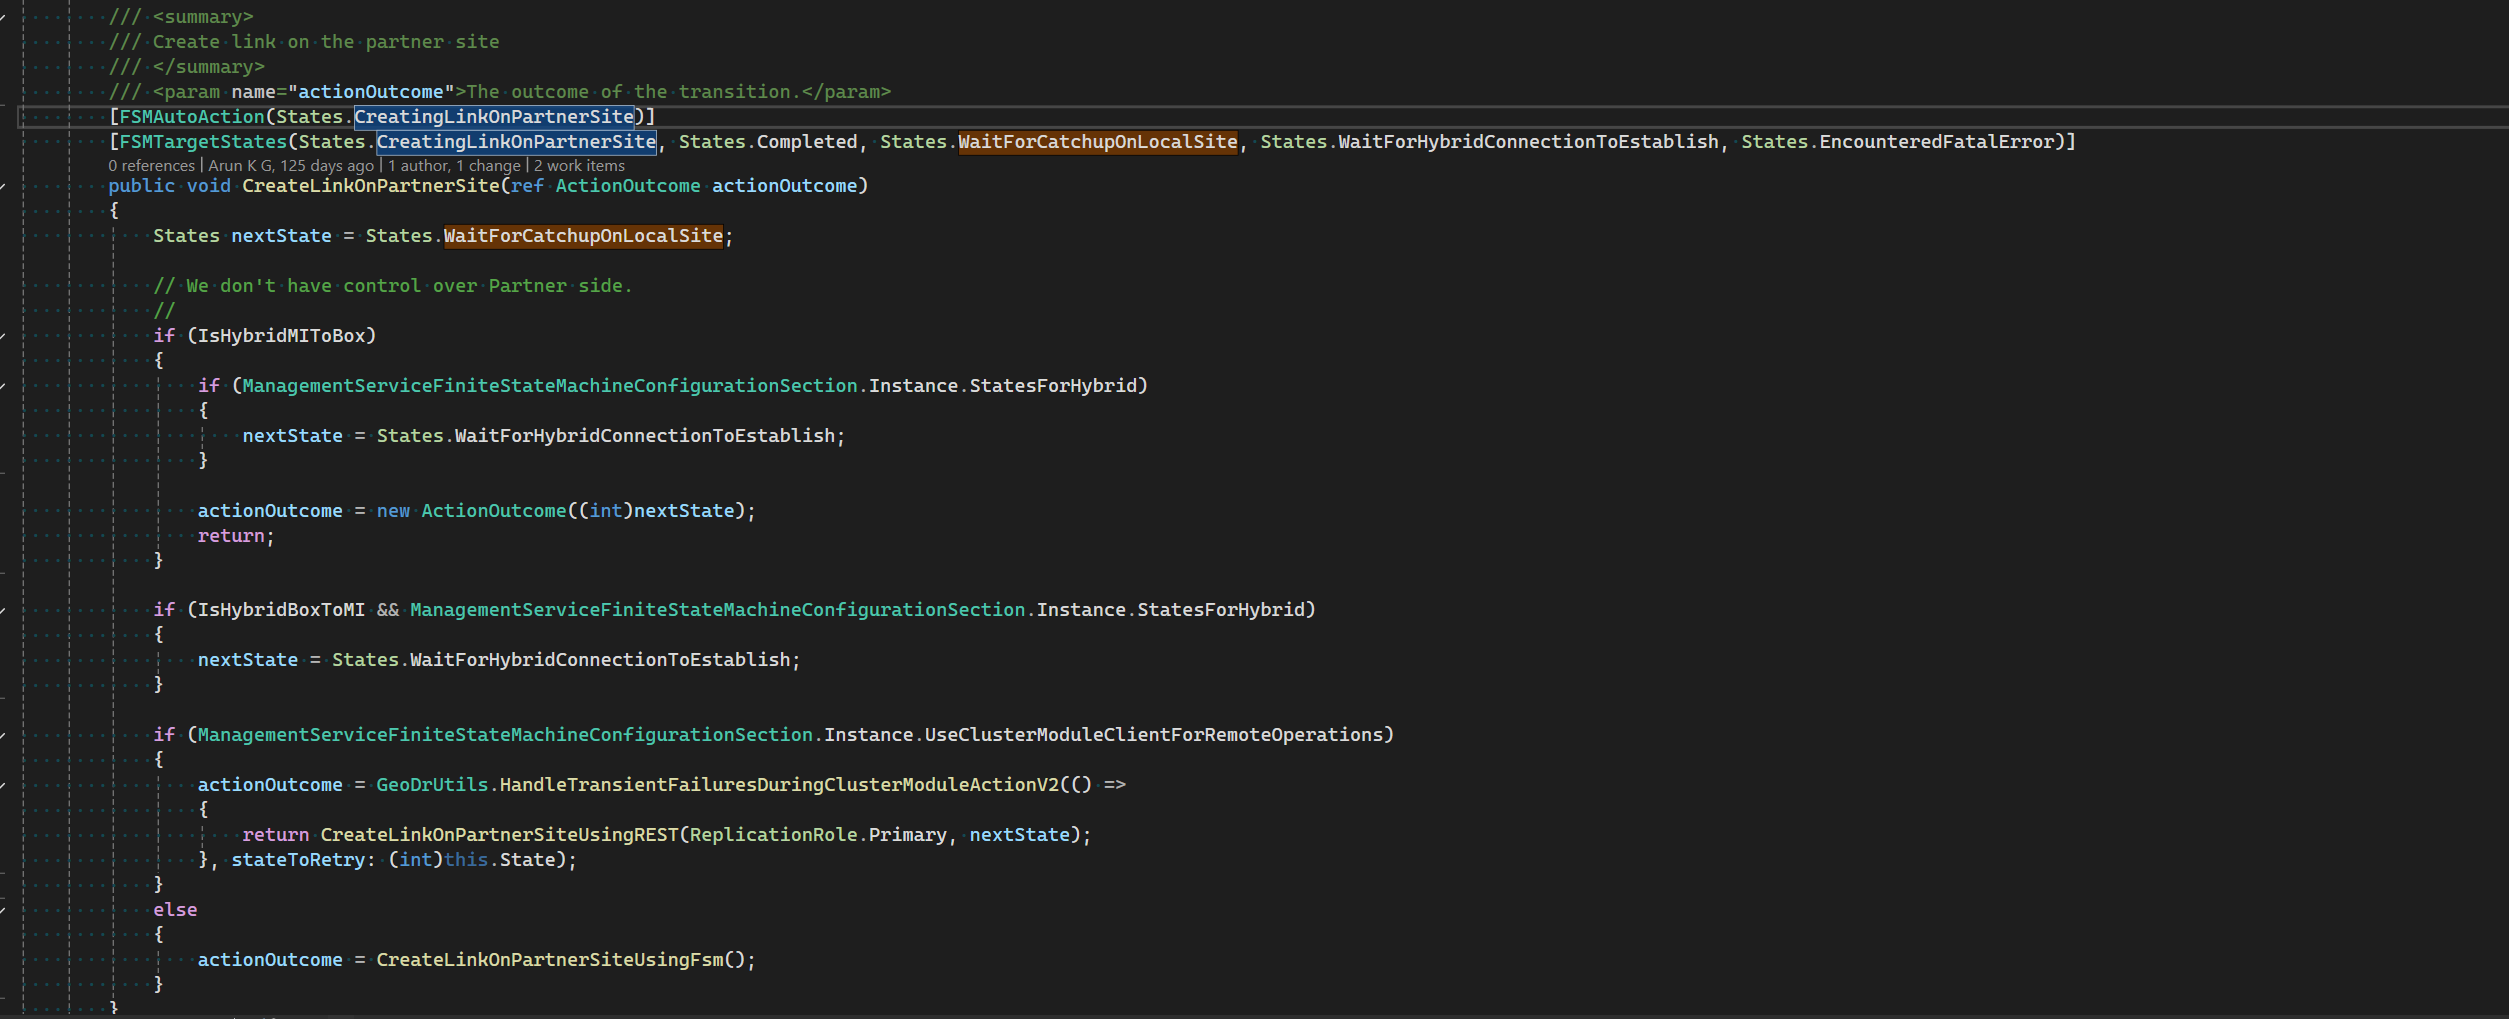 /// <summary>
/// Create link on the partner site
/// </summary>
/// <param name="actionOutcome">The outcome of the transition.</param>
[FSMAutoAction(States.CreatingLinkOnPartnerSite)]
[FSMTargetStates(States.CreatingLinkOnPartnerSite, States.Completed, States.WaitForCatchupOnLocalSite, States.WaitForHybridConnectionToEstablish, States.EncounteredFatalError)]
0 references | Arun K G, 125 days ago | 1 author, 1 change | 2 work items
public void CreateLinkOnPartnerSite(ref ActionOutcome actionOutcome)
{
States nextState = States.WaitForCatchupOnLocalSite;
// We don't have control over Partner side.
//
if (IsHybridMIToBox)
{
if (ManagementServiceFiniteStateMachineConfigurationSection.Instance.StatesForHybrid)
{
nextState = States.WaitForHybridConnectionToEstablish;
}
actionOutcome = new ActionOutcome((int)nextState);
return;
}
if (IsHybridBoxToMI && ManagementServiceFiniteStateMachineConfigurationSection.Instance.StatesForHybrid)
{
nextState = States.WaitForHybridConnectionToEstablish;
}
if (ManagementServiceFiniteStateMachineConfigurationSection.Instance.UseClusterModuleClientForRemoteOperations)
{
actionOutcome = GeoDrUtils.HandleTransientFailuresDuringClusterModuleActionV2(() =>
{
return CreateLinkOnPartnerSiteUsingREST(ReplicationRole.Primary, nextState);
}, stateToRetry: (int)this.State);
}
else
{
actionOutcome = CreateLinkOnPartnerSiteUsingFsm();
}
}